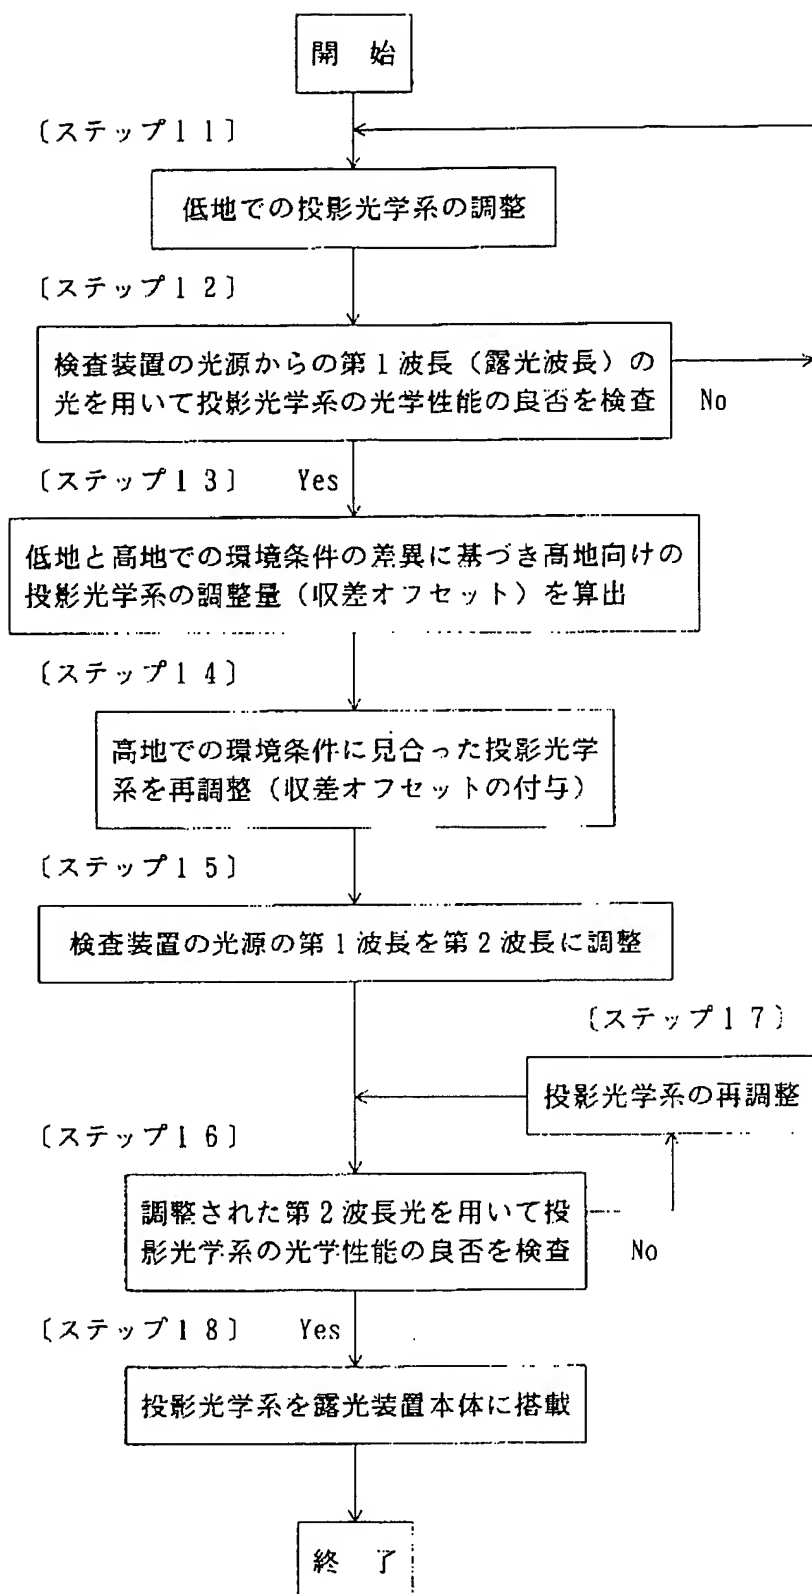 開 始
〔ステップ11〕
低地での投影光学系の調整
〔ステップ12〕
検査装置の光源からの第1波長（露光波長）の
光を用いて投影光学系の光学性能の良否を検査
No
〔ステップ13〕 Yes
低地と高地での環境条件の差異に基づき高地向けの
投影光学系の調整量（収差オフセット）を算出
〔ステップ14〕
高地での環境条件に見合った投影光学
系を再調整（収差オフセットの付与）
〔ステップ15〕
検査装置の光源の第1波長を第2波長に調整
〔ステップ17〕
投影光学系の再調整
〔ステップ16〕
調整された第2波長光を用いて投
影光学系の光学性能の良否を検査
No
〔ステップ18〕 Yes
投影光学系を露光装置本体に搭載
終 了